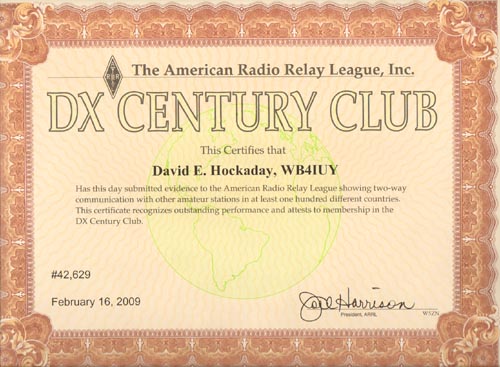 The American Radio Relay League, Inc.
DX CENTURY CLUB
This Certifies that
David E. Hockaday, WB4IUY
Has this day submitted evidence to the American Radio Relay League showing two-way
communication with other amateur stations in at least one hundred different countries.
This certificate recognizes outstanding performance and attests to membership in the
DX Century Club.
#42,629
February 16, 2009
Joel Harrison
President, ARRL
W5ZN